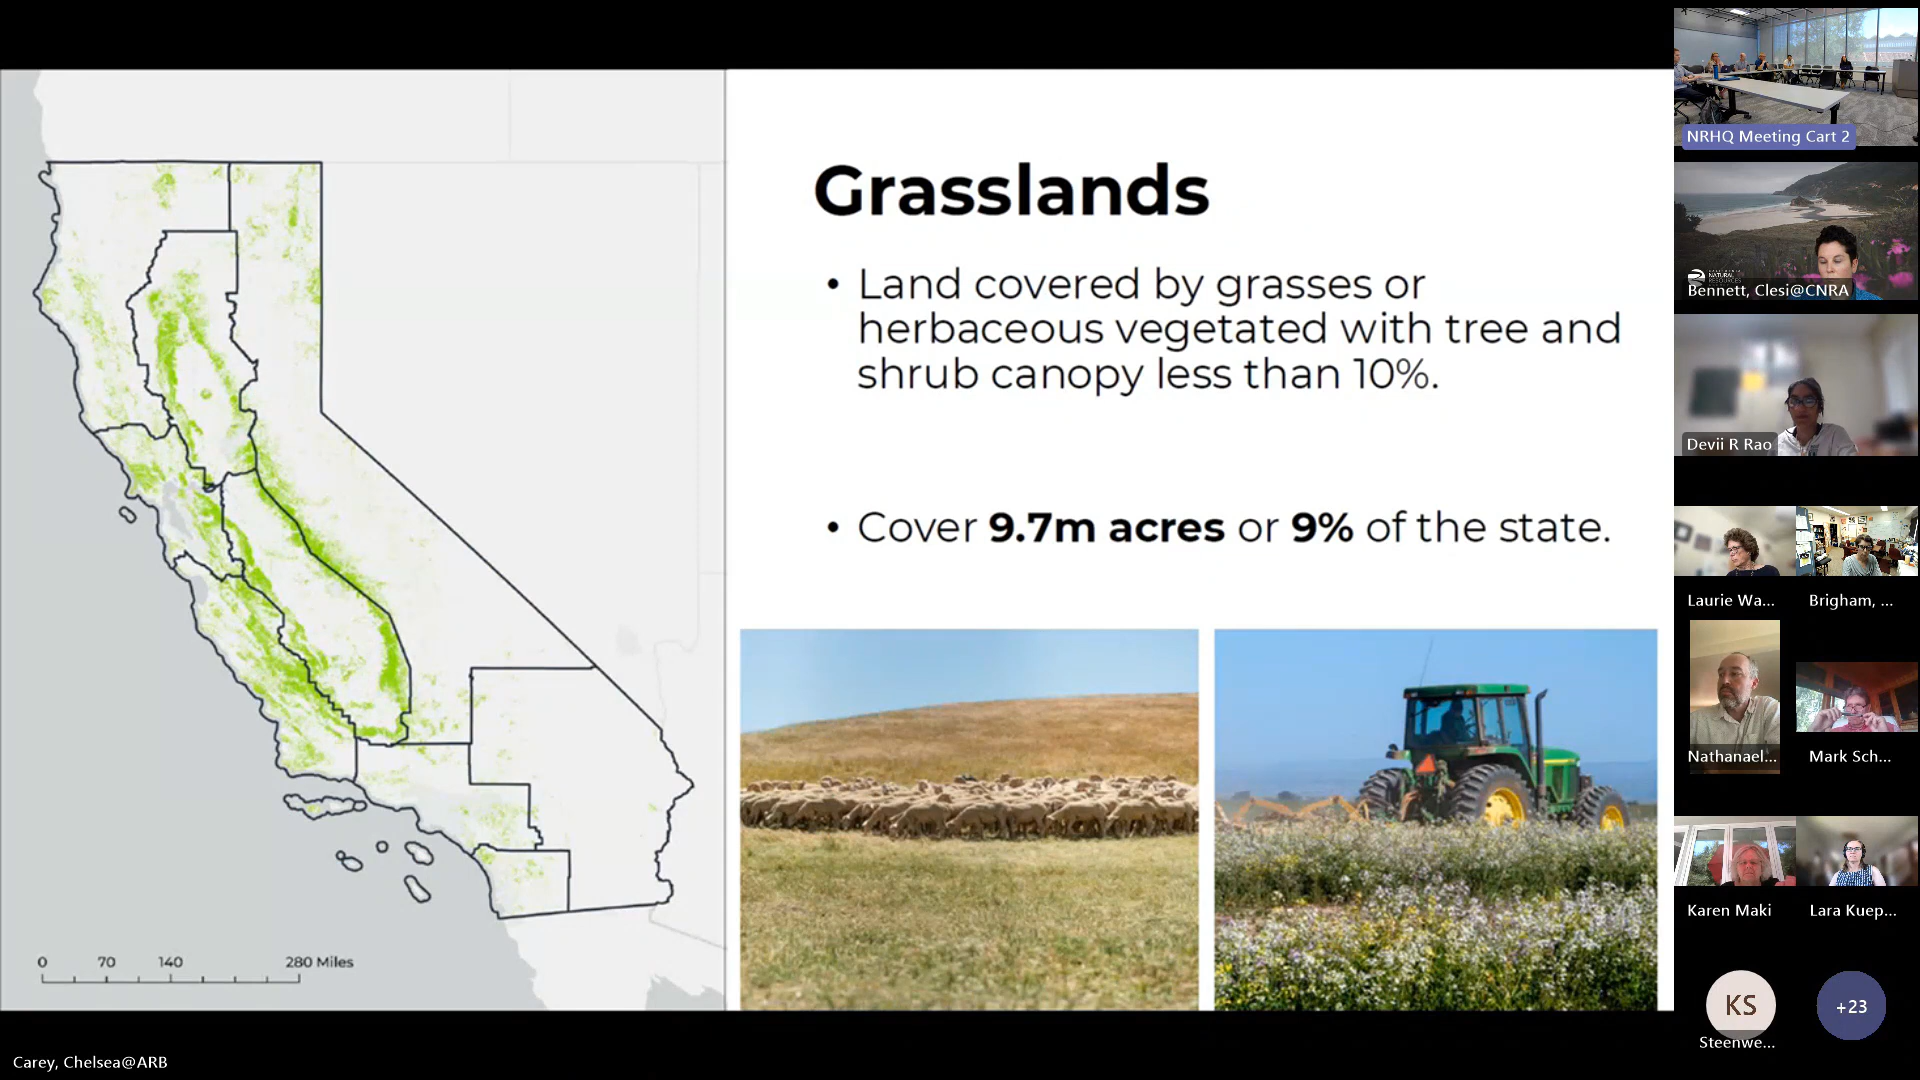 Grasslands
• Land covered by grasses or
herbaceous vegetated with tree and
shrub canopy less than 10%.
• Cover 9.7m acres or 9% of the state.
0 70 140 280 Miles
Carey, Chelsea@ARB
NRHQ Meeting Cart 2
Bennett, Clesi@CNRA
Devii R Rao
Laurie Wa...
Brigham, ...
Nathanael...
Mark Sch...
Karen Maki
Lara Kuep...
KS
Steenwe...
+23